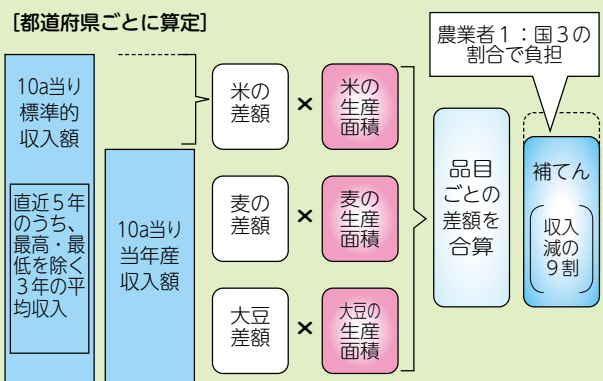 [都道府県ごとに算定]
農業者1:国3の
割合で負担
10a当り
標準的
収入額
直近5年
のうち、
最高・最
低を除く
3年の平
均収入
10a当り
当年産
収入額
米の
差額
×
米の
生産
面積
麦の
差額
×
麦の
生産
面積
大豆
差額
×
大豆の
生産
面積
品目
ごとの
差額を
合算
補てん
収入
減の
9割